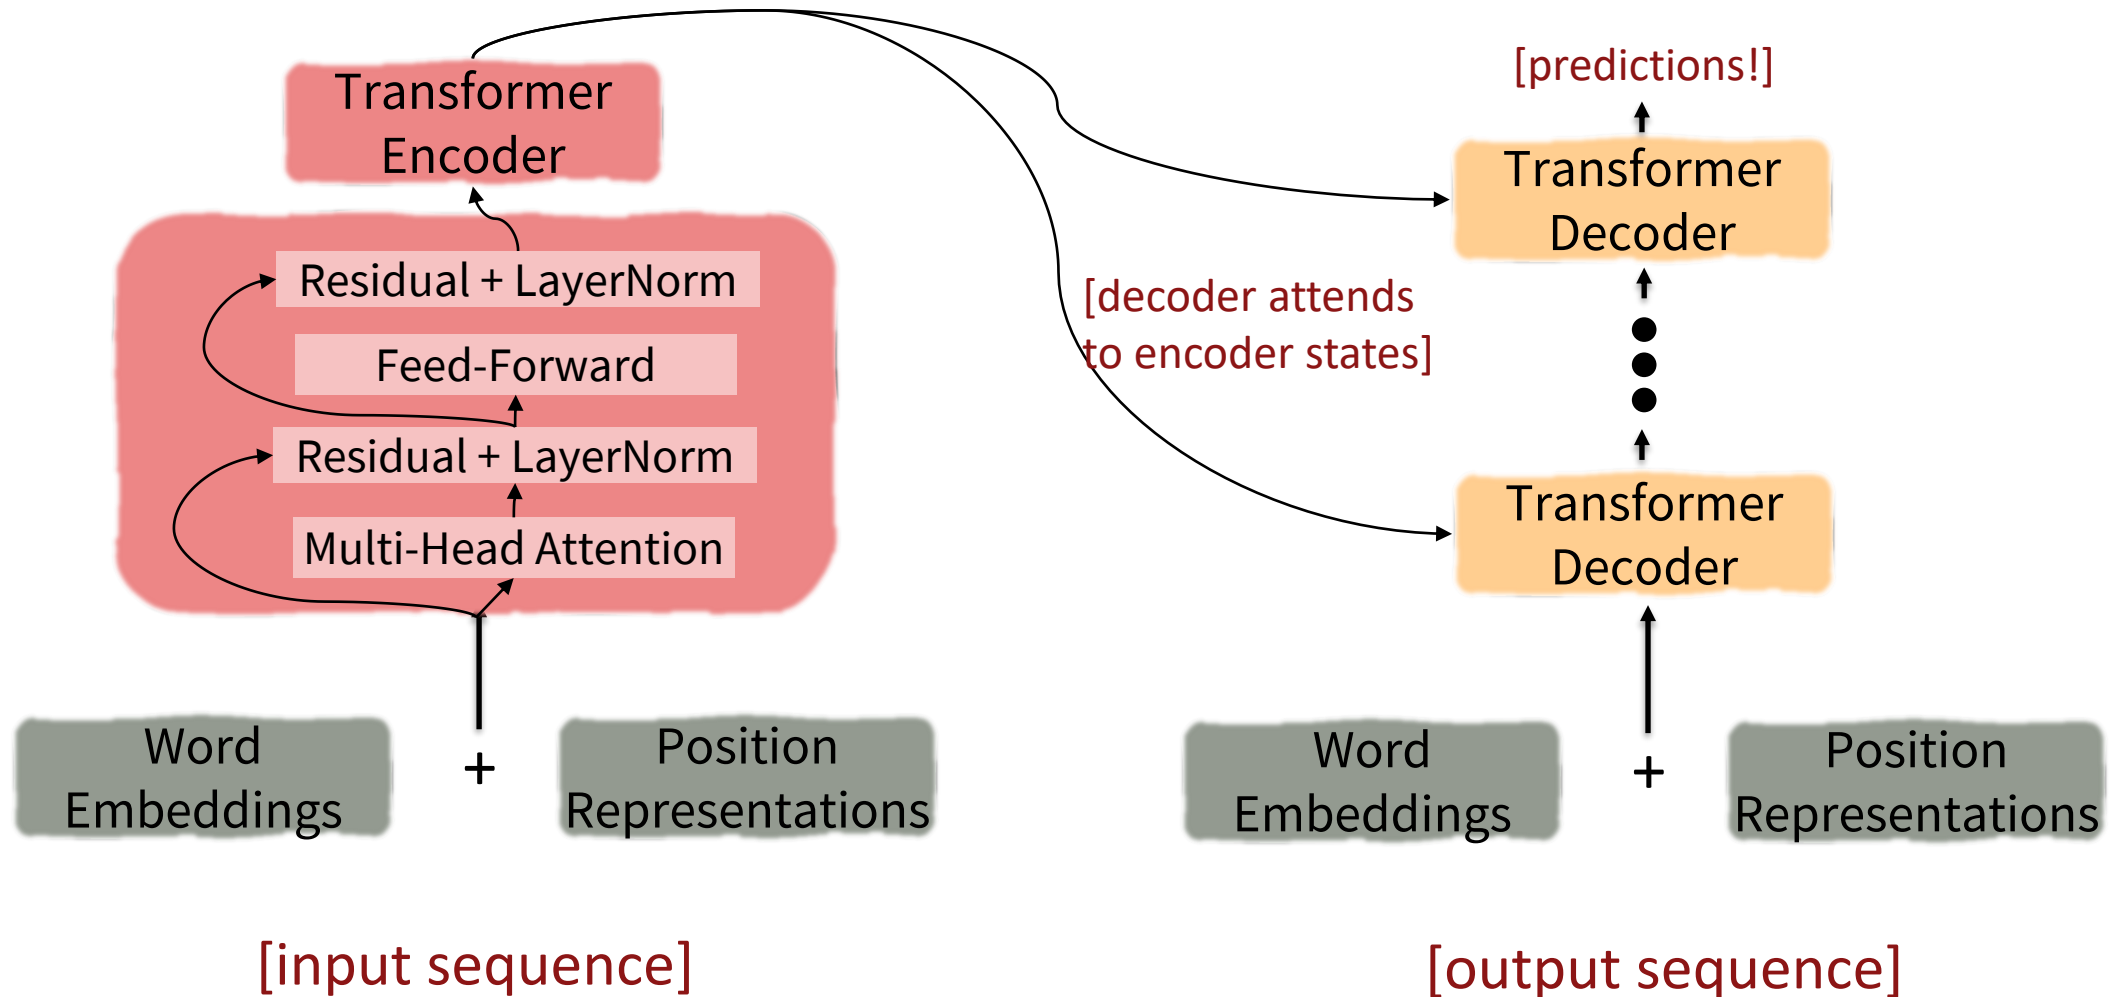 Transformer
Encoder
Residual + LayerNorm
Feed-Forward
Residual + LayerNorm
Multi-Head Attention
Word
Embeddings
+
Position
Representations
[input sequence]
[predictions!]
Transformer
Decoder
[decoder attends
to encoder states]
Transformer
Decoder
Word
Embeddings
+
Position
Representations
[output sequence]